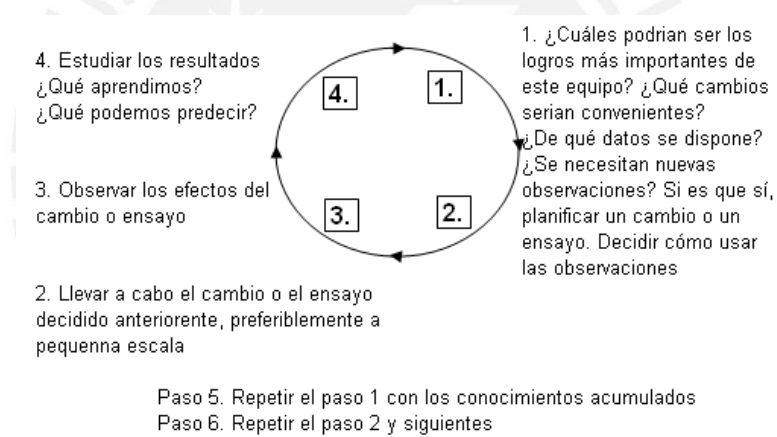 4. Estudiar los resultados
¿Qué aprendimos?
¿Qué podemos predecir?
3. Observar los efectos del
cambio o ensayo
2. Llevar a cabo el cambio o el ensayo
decidido anteriorente, preferiblemente a
pequenna escala
4.
1.
3.
2.
1. ¿Cuáles podrian ser los
logros más importantes de
este equipo? ¿Qué cambios
serian convenientes?
¿De qué datos se dispone?
¿Se necesitan nuevas
observaciones? Si es que sí,
planificar un cambio o un
ensayo. Decidir cómo usar
las observaciones
Paso 5. Repetir el paso 1 con los conocimientos acumulados
Paso 6. Repetir el paso 2 y siguientes